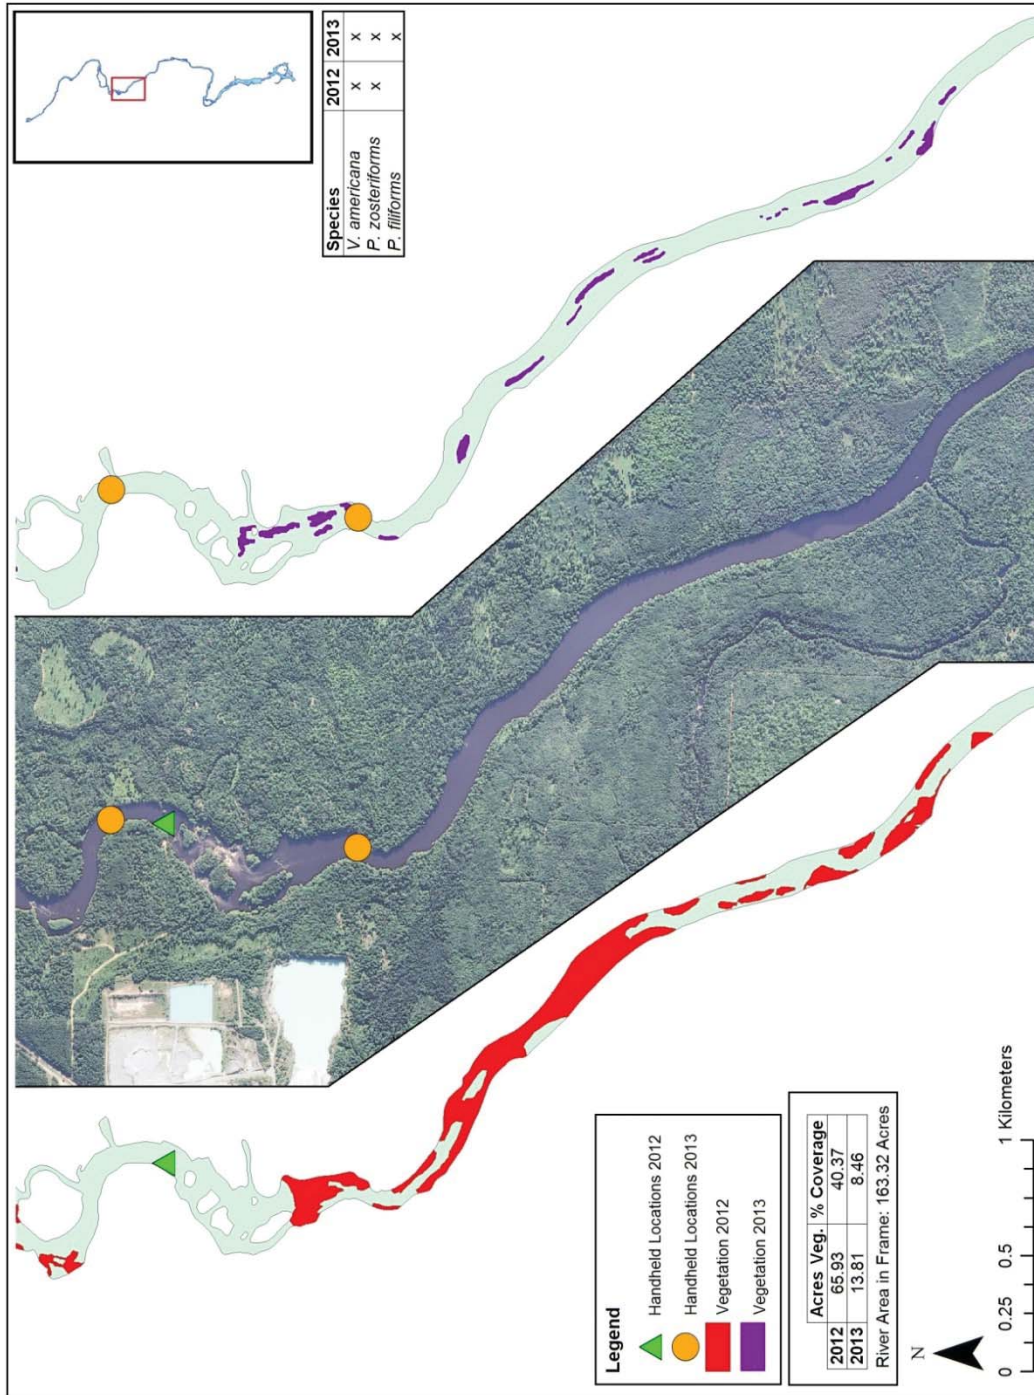 Species 2012 2013
V. americana x x
P. zosteriforms x x
P. filiforms x
Legend
Handheld Locations 2012
Handheld Locations 2013
Vegetation 2012
Vegetation 2013
Acres Veg. % Coverage
2012 65.93 40.37
2013 13.81 8.46
River Area in Frame: 163.32 Acres
N
0 0.25 0.5 1 Kilometers